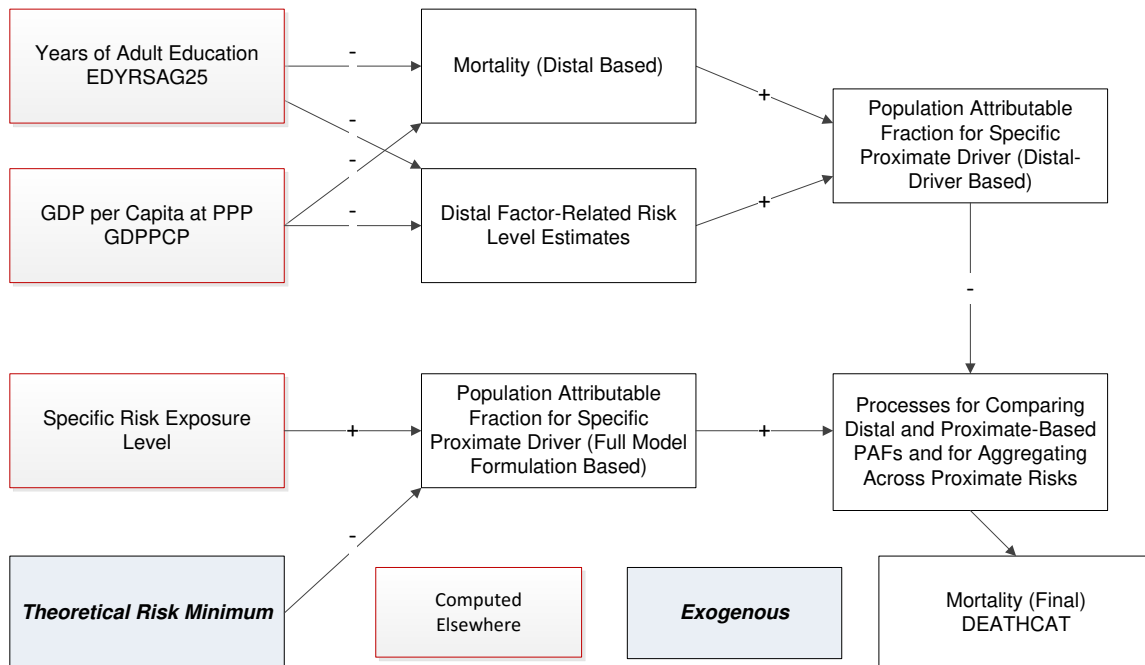 Years of Adult Education
EDYRSAG25
-
Mortality (Distal Based)
+
Population Attributable
Fraction for Specific
Proximate Driver (Distal-
Driver Based)
-
-
GDP per Capita at PPP
GDPPCP
-
Distal Factor-Related Risk
Level Estimates
+
-
Specific Risk Exposure
Level
+
Population Attributable
Fraction for Specific
Proximate Driver (Full Model
Formulation Based)
+
Processes for Comparing
Distal and Proximate-Based
PAFs and for Aggregating
Across Proximate Risks
-
Theoretical Risk Minimum
Computed
Elsewhere
Exogenous
Mortality (Final)
DEATHCAT